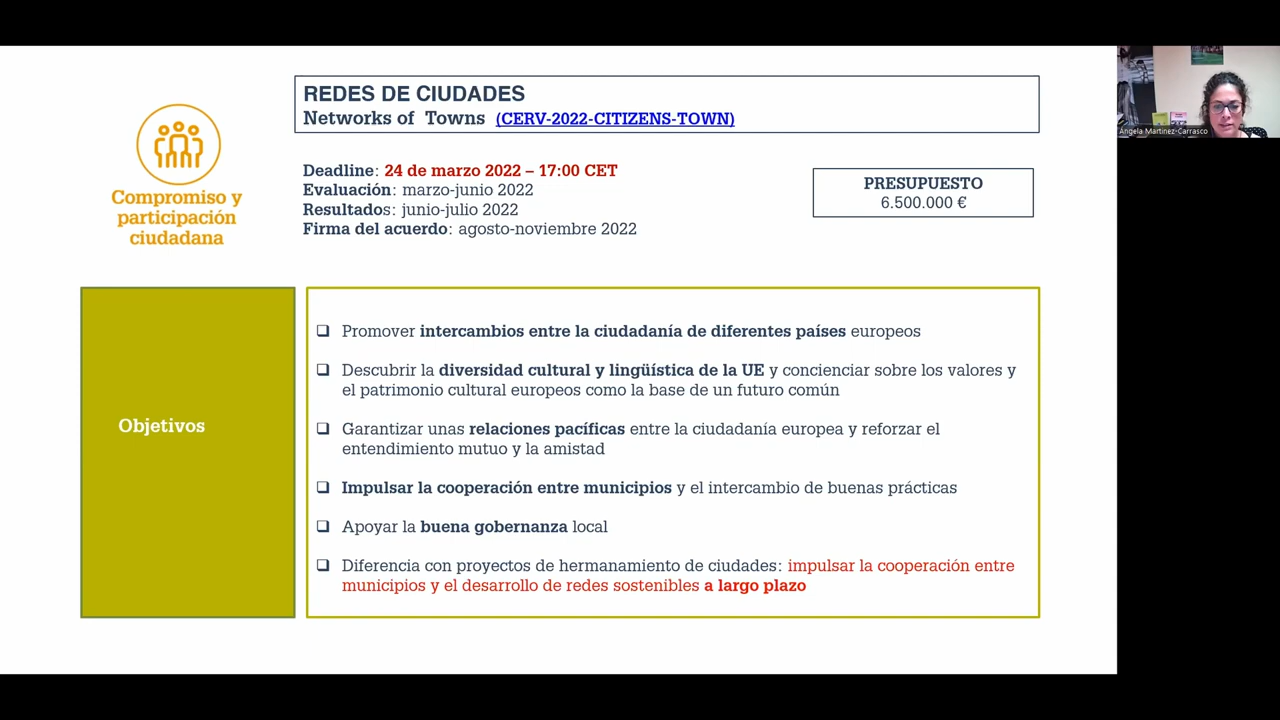 REDES DE CIUDADES
Networks of Towns (CERV-2022-CITIZENS-TOWN)
Compromiso y
participación
ciudadana
Deadline: 24 de marzo 2022 – 17:00 CET
Evaluación: marzo-junio 2022
Resultados: junio-julio 2022
Firma del acuerdo: agosto-noviembre 2022
PRESUPUESTO
6.500.000 €
Objetivos
❑ Promover intercambios entre la ciudadanía de diferentes países europeos
❑ Descubrir la diversidad cultural y lingüística de la UE y concienciar sobre los valores y
el patrimonio cultural europeos como la base de un futuro común
❑ Garantizar unas relaciones pacíficas entre la ciudadanía europea y reforzar el
entendimiento mutuo y la amistad
❑ Impulsar la cooperación entre municipios y el intercambio de buenas prácticas
❑ Apoyar la buena gobernanza local
❑ Diferencia con proyectos de hermanamiento de ciudades: impulsar la cooperación entre
municipios y el desarrollo de redes sostenibles a largo plazo
Angela Martinez-Carrasco